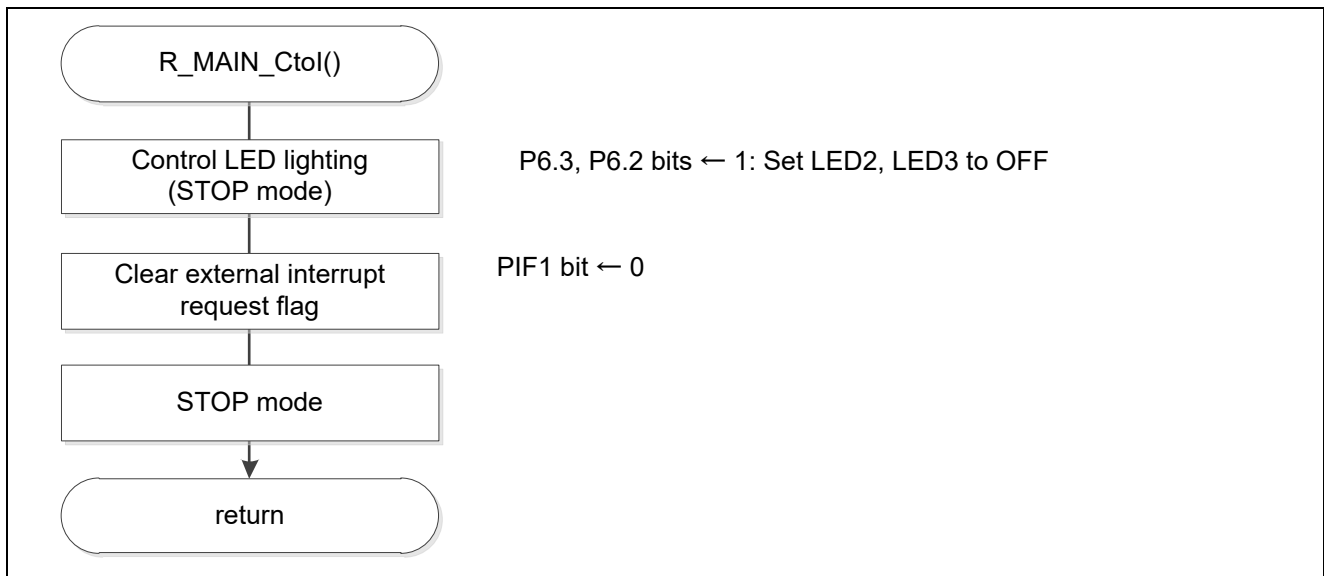 R_MAIN_CtoI()
Control LED lighting
(STOP mode)
P6.3, P6.2 bits ← 1: Set LED2, LED3 to OFF
Clear external interrupt
request flag
PIF1 bit ← 0
STOP mode
return